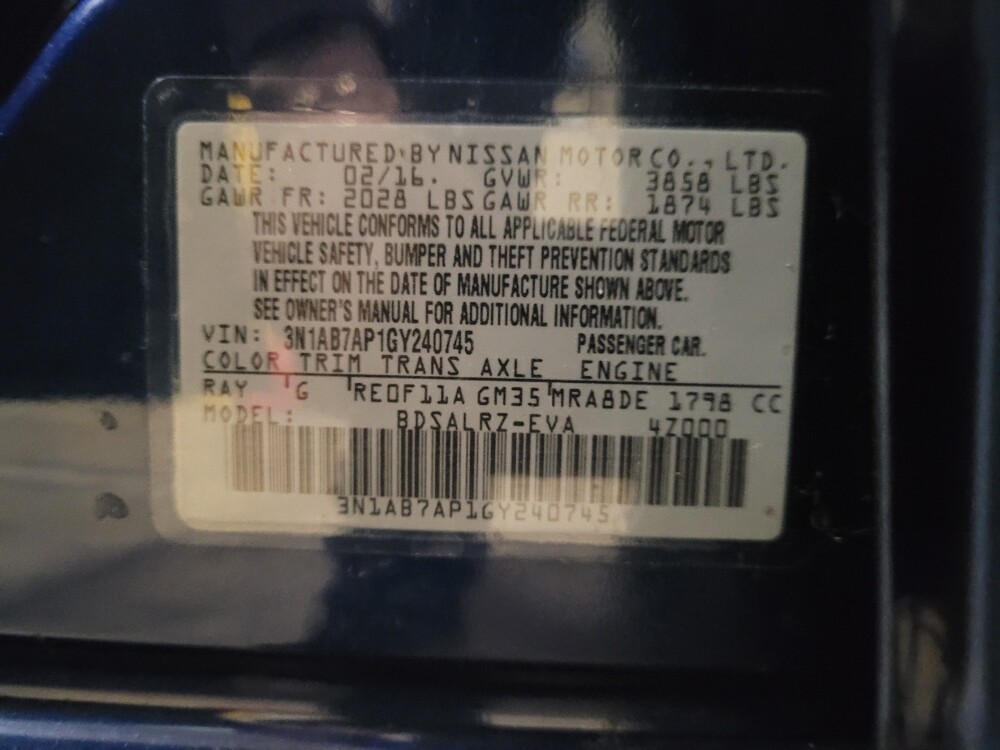 MANUFACTURED BY NISSAN MOTOR CO., LTD.
DATE: 02/16. GVWR: 3858 LBS
GAWR FR: 2028 LBS GAWR RR: 1874 LBS
THIS VEHICLE CONFORMS TO ALL APPLICABLE FEDERAL MOTOR
VEHICLE SAFETY, BUMPER AND THEFT PREVENTION STANDARDS
IN EFFECT ON THE DATE OF MANUFACTURE SHOWN ABOVE.
SEE OWNER'S MANUAL FOR ADDITIONAL INFORMATION.
VIN: 3N1AB7AP1GY240745 PASSENGER CAR.
COLOR TRIM TRANS AXLE ENGINE
RAY G RE0F11A GM35 MRA8DE 1798 CC
MODEL: BDSALRZ-EVA 4Z000
3N1AB7AP1GY240745